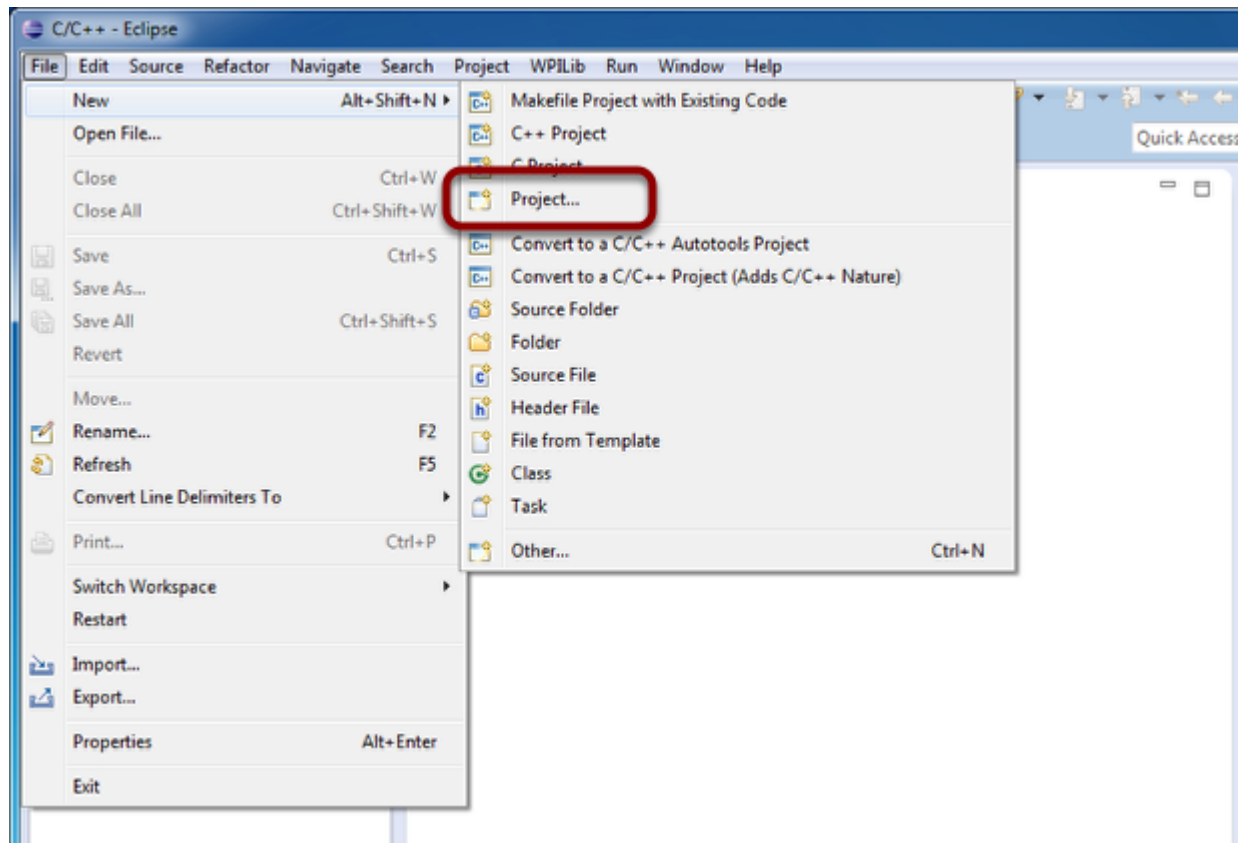 C/C++ - Eclipse
File Edit Source Refactor Navigate Search Project WPILib Run Window Help
New Alt+Shift+N
Open File...
Close Ctrl+W
Close All Ctrl+Shift+W
Save Ctrl+S
Save As...
Save All Ctrl+Shift+S
Revert
Move...
Rename... F2
Refresh F5
Convert Line Delimiters To
Print... Ctrl+P
Switch Workspace
Restart
Import...
Export...
Properties Alt+Enter
Exit
Makefile Project with Existing Code
C++ Project
C Project
Project...
Convert to a C/C++ Autotools Project
Convert to a C/C++ Project (Adds C/C++ Nature)
Source Folder
Folder
Source File
Header File
File from Template
Class
Task
Other... Ctrl+N
Quick Access